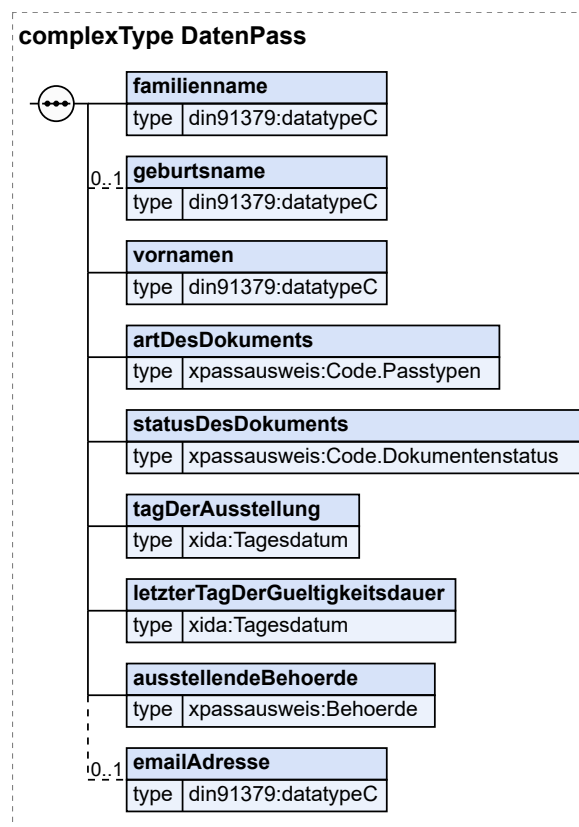 complexType DatenPass
familienname
type din91379:datatypeC
0..1 geburtsname
type din91379:datatypeC
vornamen
type din91379:datatypeC
artDesDokuments
type xpassausweis:Code.Passtypen
statusDesDokuments
type xpassausweis:Code.Dokumentenstatus
tagDerAusstellung
type xida:Tagesdatum
letzterTagDerGueltigkeitsdauer
type xida:Tagesdatum
ausstellendeBehoerde
type xpassausweis:Behoerde
0..1 emailAdresse
type din91379:datatypeC